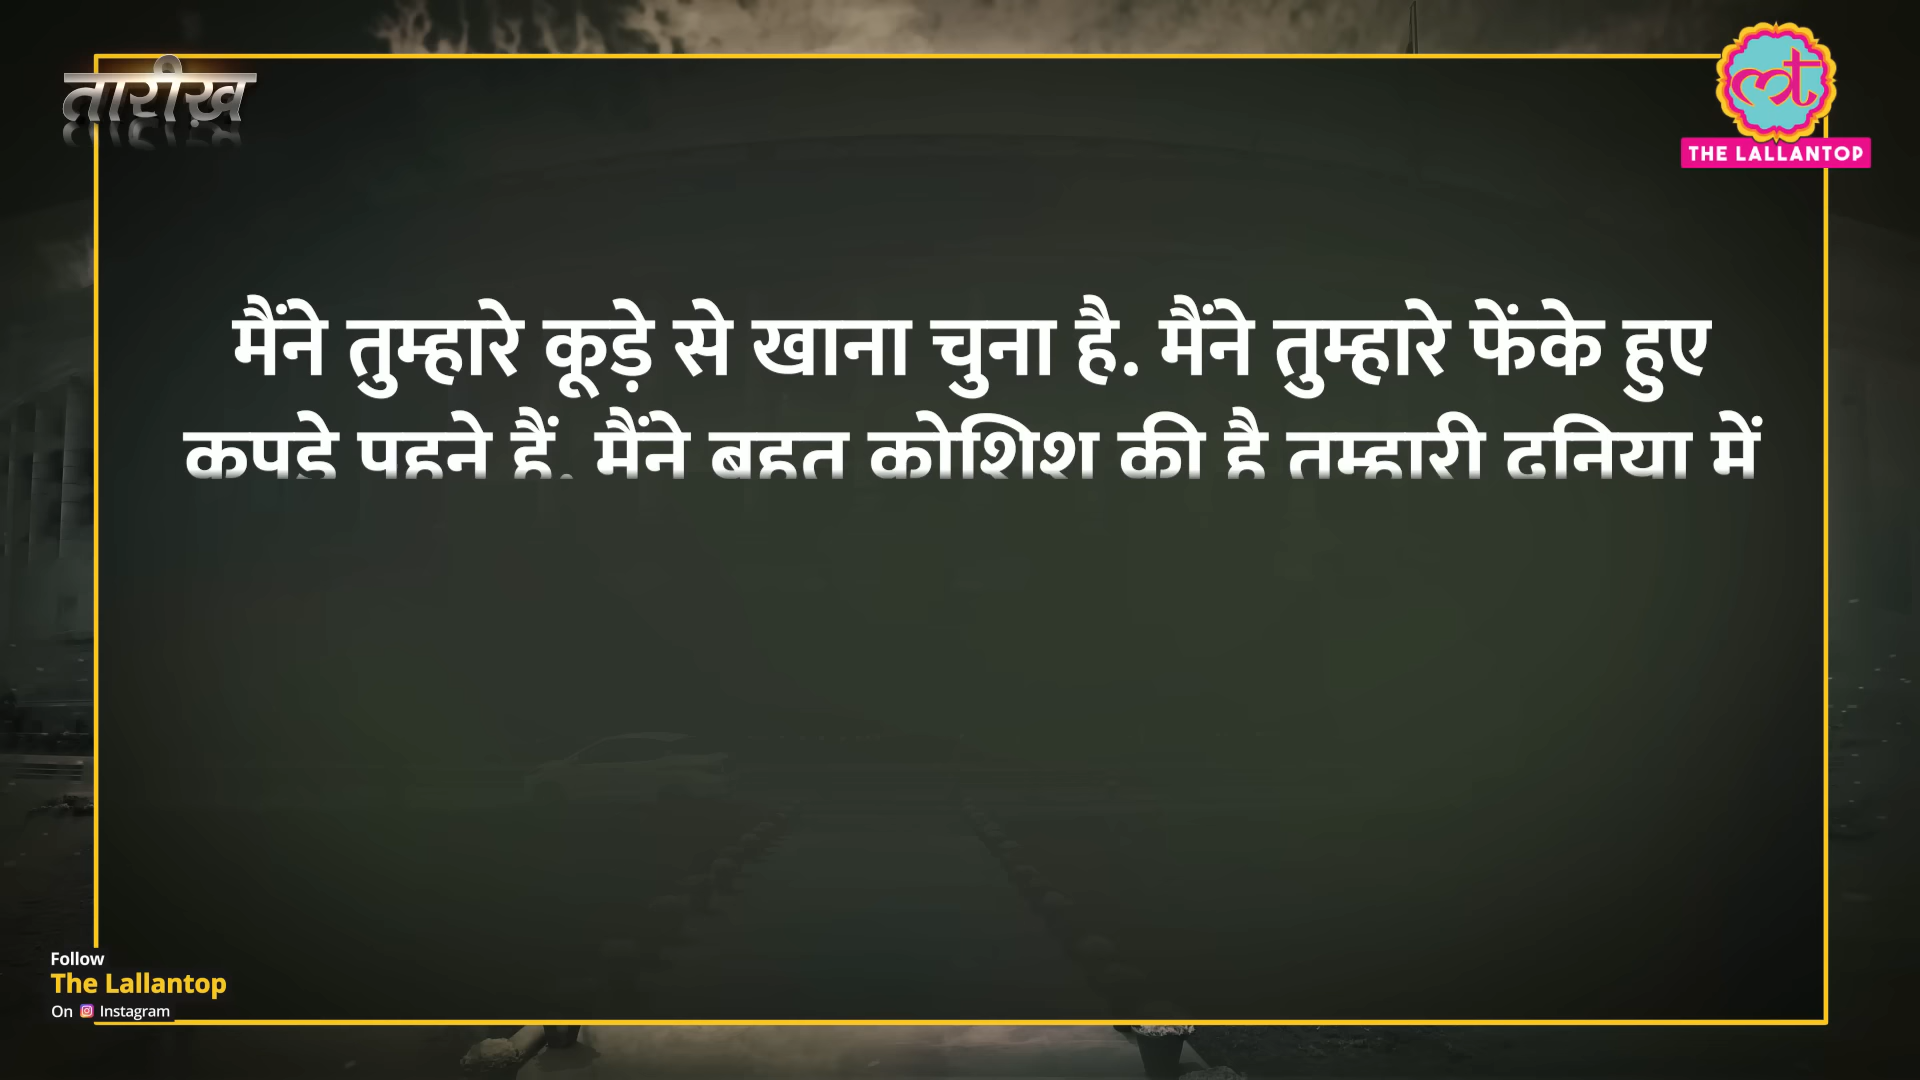 तारीख़
THE LALLANTOP
मैंने तुम्हारे कूड़े से खाना चुना है. मैंने तुम्हारे फेंके हुए
कपड़े पहने हैं. मैंने बहुत कोशिश की है तुम्हारी दुनिया में
Follow
The Lallantop
On Instagram